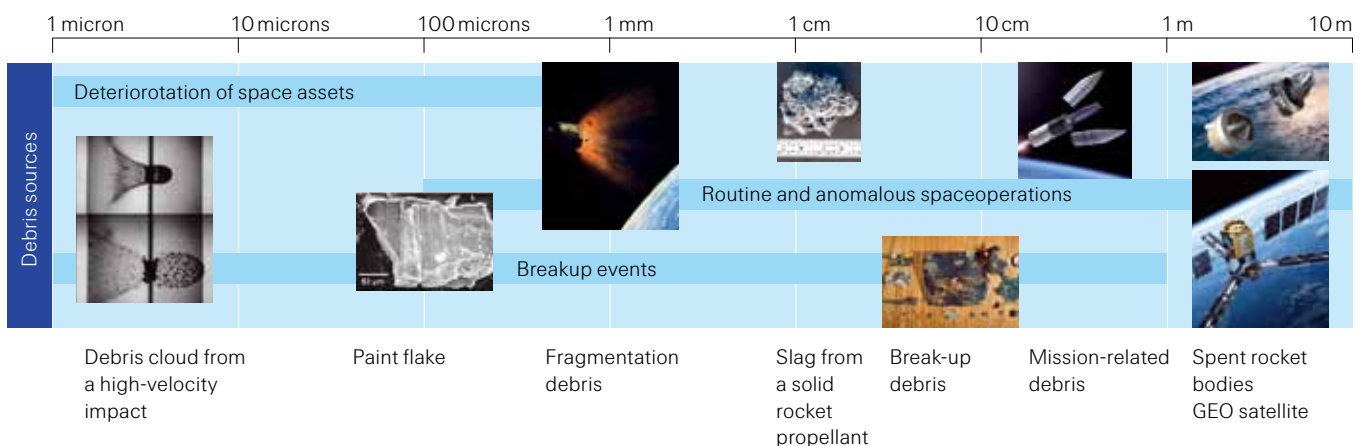 1 micron
10 microns
100 microns
1 mm
1 cm
10 cm
1 m
10 m
Debris sources
Deteriorotation of space assets
Routine and anomalous spaceoperations
Breakup events
Debris cloud from
a high-velocity
impact
Paint flake
Fragmentation
debris
Slag from
a solid
rocket
propellant
Break-up
debris
Mission-related
debris
Spent rocket
bodies
GEO satellite